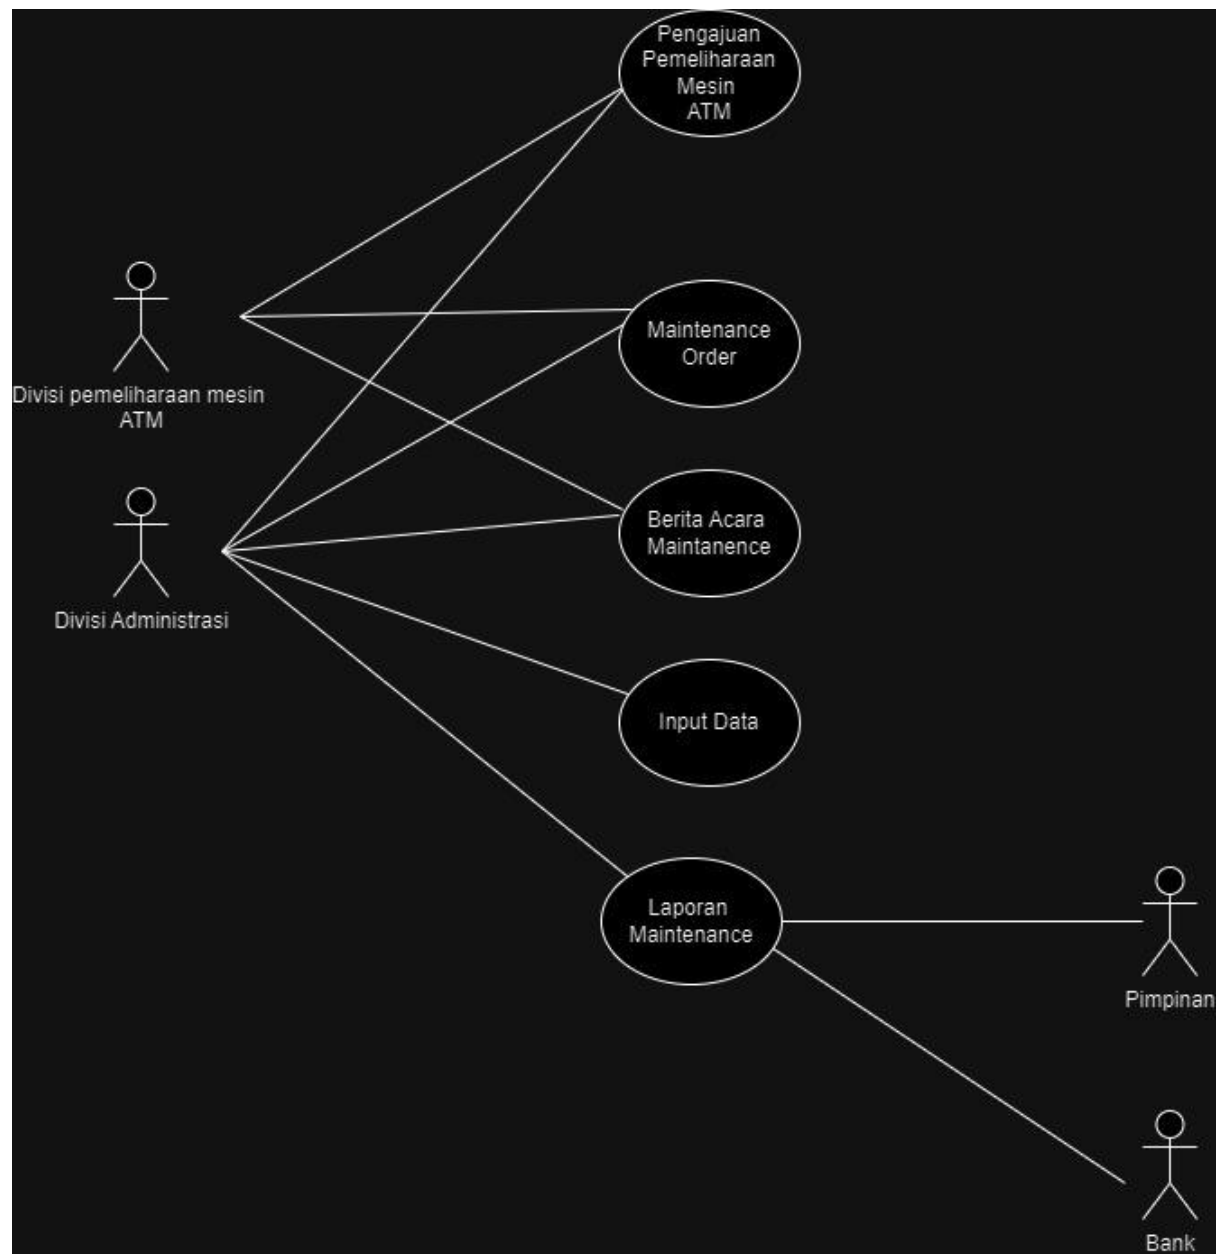 Pengajuan
Pemeliharaan
Mesin
ATM
Maintenance
Order
Divisi pemeliharaan mesin
ATM
Berita Acara
Maintanence
Divisi Administrasi
Input Data
Laporan
Maintenance
Pimpinan
Bank